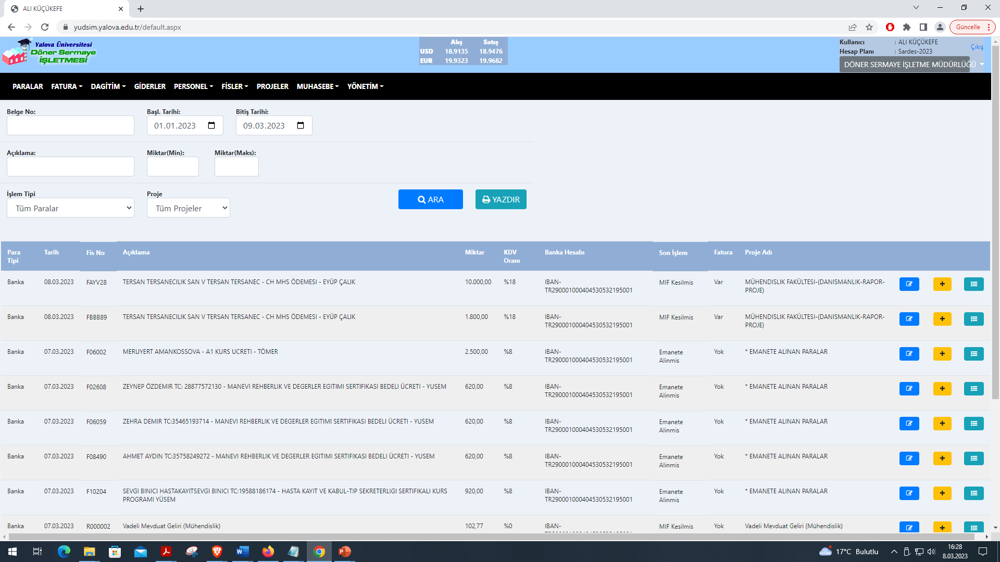 ALI KÜÇÜKEFE
yudsim.yalova.edu.tr/default.aspx
Güncelle
Yalova Üniversitesi
Döner Sermaye
İŞLETMESİ
Alış Satış
USD 18.9135 18.9476
EUR 19.9323 19.9682
Kullanıcı : ALI KÜÇÜKEFE
Hesap Planı : Sardes-2023
Çıkış
DÖNER SERMAYE İŞLETME MÜDÜRLÜĞÜ
PARALAR FATURA DAGİTİM GİDERLER PERSONEL FİSLER PROJELER MUHASEBE YÖNETİM
Belge No: Başl. Tarihi: Bitiş Tarihi:
01.01.2023 09.03.2023
Açıklama: Miktar(Min): Miktar(Maks):
İşlem Tipi Proje
Tüm Paralar Tüm Projeler ARA YAZDIR
Para Tarih Fis No Açıklama Miktar KDV Banka Hesabı Son İşlem Fatura Proje Adı
Tipi Oranı
Banka 08.03.2023 FAYV28 TERSAN TERSANECILIK SAN V TERSAN TERSANEC - CH MHS ÖDEMESI - EYÜP ÇALIK 10.000,00 %18 IBAN- MIF Kesilmis Var MÜHENDISLIK FAKÜLTESI-(DANISMANLIK-RAPOR-
TR290001000404530532195001 PROJE)
Banka 08.03.2023 FBBB89 TERSAN TERSANECILIK SAN V TERSAN TERSANEC - CH MHS ÖDEMESI - EYÜP ÇALIK 1.800,00 %18 IBAN- MIF Kesilmis Var MÜHENDISLIK FAKÜLTESI-(DANISMANLIK-RAPOR-
TR290001000404530532195001 PROJE)
Banka 07.03.2023 F06002 MERUYERT AMANKOSSOVA - A1 KURS UCRETI - TÖMER 2.500,00 %8 IBAN- Emanete Yok * EMANETE ALINAN PARALAR
TR290001000404530532195001 Alinmis
Banka 07.03.2023 F02608 ZEYNEP ÖZDEMIR TC: 28877572130 - MANEVI REHBERLIK VE DEGERLER EGITIMI SERTIFIKASI BEDELI ÜCRETI - YUSEM 620,00 %8 IBAN- Emanete Yok * EMANETE ALINAN PARALAR
TR290001000404530532195001 Alinmis
Banka 07.03.2023 F06059 ZEHRA DEMIR TC:35465193714 - MANEVI REHBERLIK VE DEGERLER EGITIMI SERTIFIKASI BEDELI ÜCRETI - YUSEM 620,00 %8 IBAN- Emanete Yok * EMANETE ALINAN PARALAR
TR290001000404530532195001 Alinmis
Banka 07.03.2023 F08490 AHMET AYDIN TC:35758249272 - MANEVI REHBERLIK VE DEGERLER EGITIMI SERTIFIKASI BEDELI ÜCRETI - YUSEM 620,00 %8 IBAN- Emanete Yok * EMANETE ALINAN PARALAR
TR290001000404530532195001 Alinmis
Banka 07.03.2023 F10204 SEVGI BINICI HASTAKAYITSEVGI BINICI TC:19588186174 - HASTA KAYIT VE KABUL-TIP SEKRETERLIGI SERTIFIKALI KURS 920,00 %8 IBAN- Emanete Yok * EMANETE ALINAN PARALAR
PROGRAMI YÜSEM TR290001000404530532195001 Alinmis
Banka 07.03.2023 R000002 Vadeli Mevduat Geliri (Mühendislik) 102,77 %0 IBAN- MIF Kesilmis Yok Vadeli Mevduat Geliri (Mühendislik)
17°C Bulutlu
16:28
8.03.2023